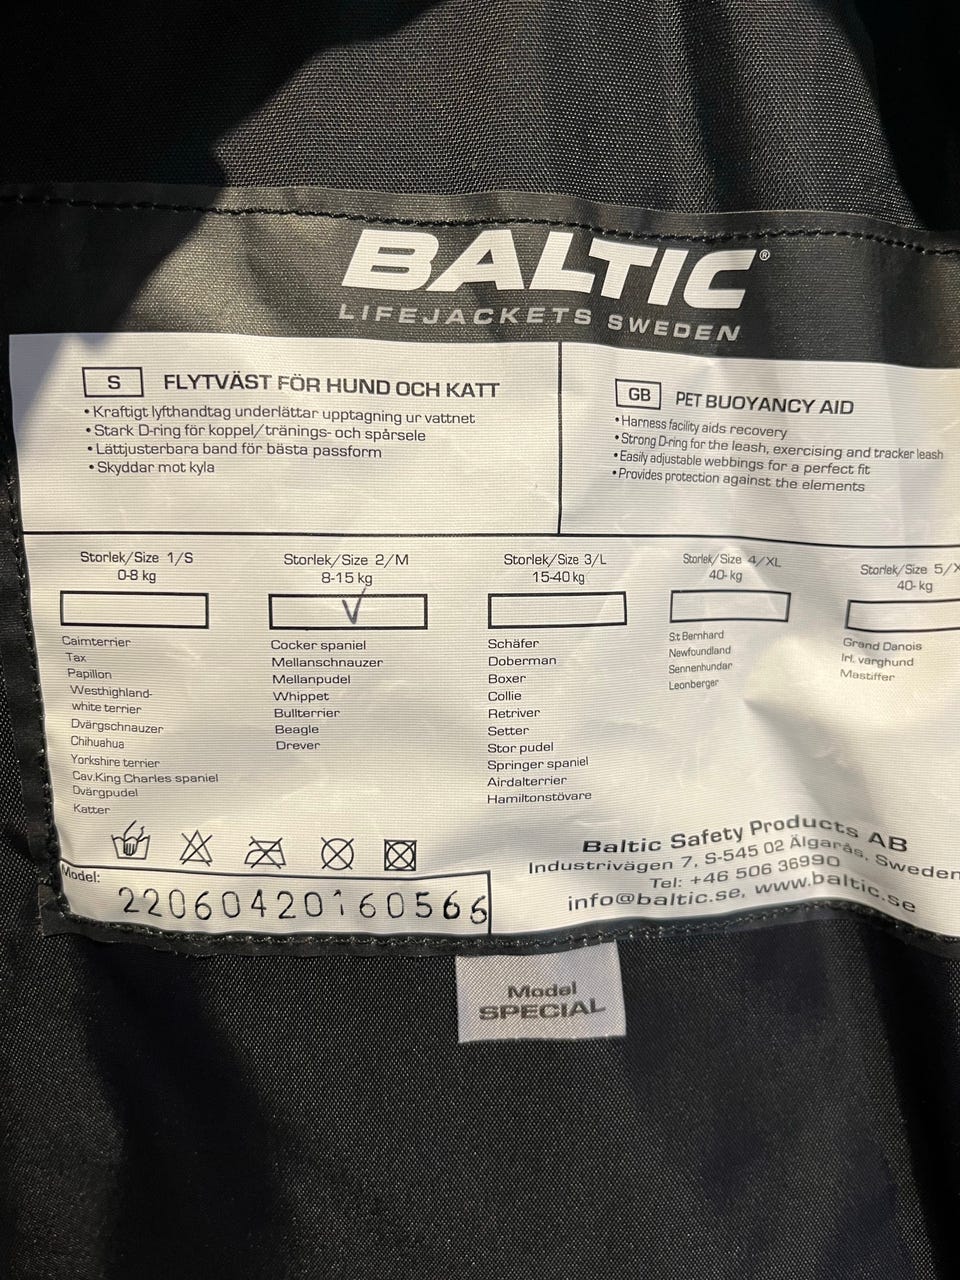 BALTIC®
LIFEJACKETS SWEDEN
S FLYTVÄST FÖR HUND OCH KATT
• Kraftigt lyfthandtag underlättar upptagning ur vattnet
• Stark D-ring för koppel/tränings- och spårsele
• Lättjusterbara band för bästa passform
• Skyddar mot kyla
GB PET BUOYANCY AID
• Harness facility aids recovery
• Strong D-ring for the leash, exercising and tracker leash
• Easily adjustable webbings for a perfect fit
• Provides protection against the elements
Storlek/Size 1/S
0-8 kg
Cairnterrier
Tax
Papillon
Westhighland-
white terrier
Dvärgschnauzer
Chihuahua
Yorkshire terrier
Cav.King Charles spaniel
Dvärgpudel
Katter
Storlek/Size 2/M
8-15 kg
Cocker spaniel
Mellanschnauzer
Mellanpudel
Whippet
Bullterrier
Beagle
Drever
Storlek/Size 3/L
15-40 kg
Schäfer
Doberman
Boxer
Collie
Retriver
Setter
Stor pudel
Springer spaniel
Airdalterrier
Hamiltonstövare
Storlek/Size 4/XL
40- kg
St Bernhard
Newfoundland
Sennenhundar
Leonberger
Storlek/Size 5/X
40- kg
Grand Danois
Irl. varghund
Mastiffer
Model:
22060420160566
Baltic Safety Products AB
Industrivägen 7, S-545 02 Älgarås, Sweden
Tel: +46 506 36990
info@baltic.se, www.baltic.se
Model
SPECIAL